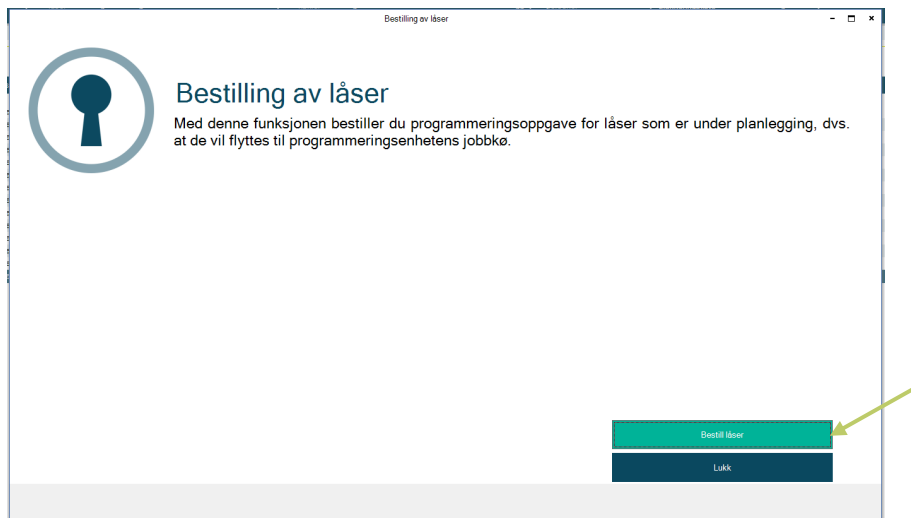 Bestilling av låser
Bestilling av låser
Med denne funksjonen bestiller du programmeringsoppgave for låser som er under planlegging, dvs.
at de vil flyttes til programmeringsenhetens jobbkø.
Bestill låser
Lukk